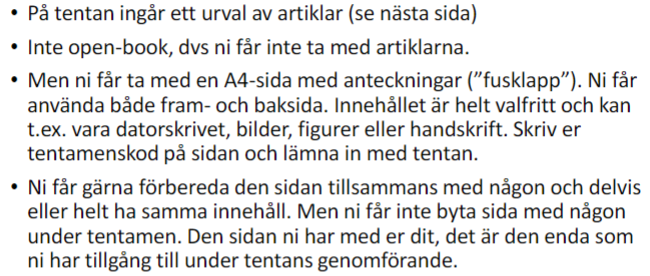 • På tentan ingår ett urval av artiklar (se nästa sida)
• Inte open-book, dvs ni får inte ta med artiklarna.
• Men ni får ta med en A4-sida med anteckningar (”fusklapp”). Ni får
använda både fram- och baksida. Innehållet är helt valfritt och kan
t.ex. vara datorskrivet, bilder, figurer eller handskrift. Skriv er
tentamenskod på sidan och lämna in med tentan.
• Ni får gärna förbereda den sidan tillsammans med någon och delvis
eller helt ha samma innehåll. Men ni får inte byta sida med någon
under tentamen. Den sidan ni har med er dit, det är den enda som
ni har tillgång till under tentans genomförande.